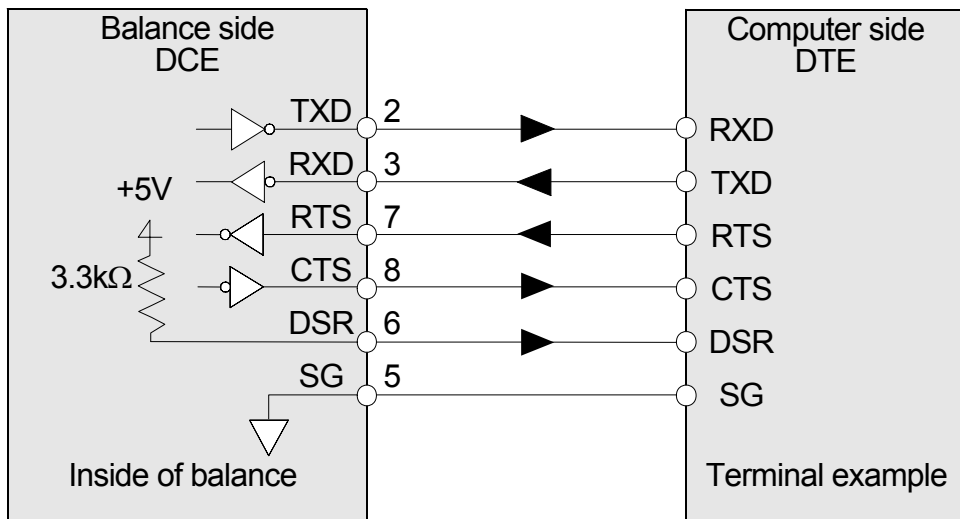 Balance side
DCE
Computer side
DTE
TXD 2
RXD
RXD 3
TXD
+5V
RTS 7
RTS
3.3kΩ
CTS 8
CTS
DSR 6
DSR
SG 5
SG
Inside of balance
Terminal example